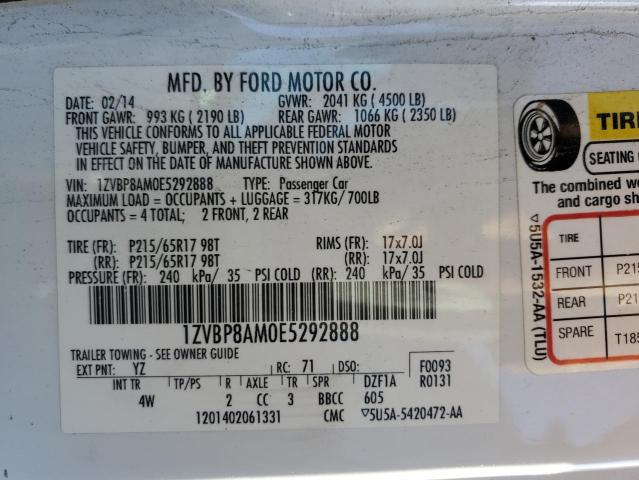 MFD. BY FORD MOTOR CO.
DATE: 02/14 GVWR: 2041 KG ( 4500 LB)
FRONT GAWR: 993 KG ( 2190 LB) REAR GAWR: 1066 KG ( 2350 LB)
THIS VEHICLE CONFORMS TO ALL APPLICABLE FEDERAL MOTOR
VEHICLE SAFETY, BUMPER, AND THEFT PREVENTION STANDARDS
IN EFFECT ON THE DATE OF MANUFACTURE SHOWN ABOVE.
VIN: 1ZVBP8AM0E5292888 TYPE: Passenger Car
MAXIMUM LOAD = OCCUPANTS + LUGGAGE = 317KG/ 700LB
OCCUPANTS = 4 TOTAL; 2 FRONT, 2 REAR
TIRE (FR): P215/65R17 98T RIMS (FR): 17x7.0J
(RR): P215/65R17 98T (RR): 17x7.0J
PRESSURE (FR): 240 kPa/ 35 PSI COLD (RR): 240 kPa/ 35 PSI COLD
1ZVBP8AM0E5292888
TRAILER TOWING - SEE OWNER GUIDE
EXT PNT: YZ RC: 71 DSO: F0093
INT TR TP/PS R AXLE TR SPR DZF1A R0131
4W 2 CC 3 BBCC 605
1201402061331 CMC ▽5U5A-5420472-AA
TIRE
SEATING
The combined
and cargo sh
▽5U5A-1532-AA (TLU)
TIRE
FRONT P215
REAR P21
SPARE T185